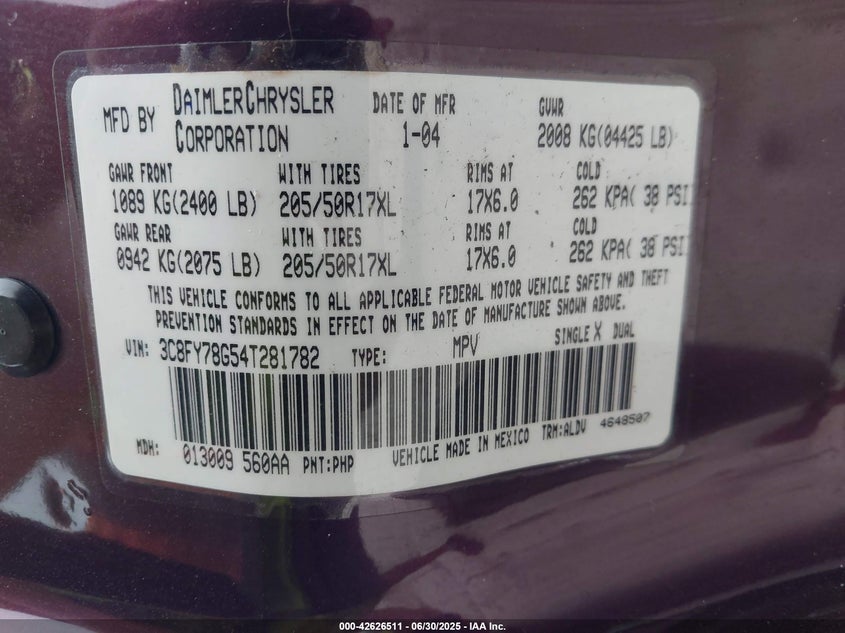 MFD BY DAIMLERCHRYSLER CORPORATION DATE OF MFR 1-04 GVWR 2008 KG(04425 LB)
GAWR FRONT WITH TIRES RIMS AT COLD
1089 KG(2400 LB) 205/50R17XL 17X6.0 262 KPA( 38 PSI
GAWR REAR WITH TIRES RIMS AT COLD
0942 KG(2075 LB) 205/50R17XL 17X6.0 262 KPA( 38 PSI
THIS VEHICLE CONFORMS TO ALL APPLICABLE FEDERAL MOTOR VEHICLE SAFETY AND THEFT
PREVENTION STANDARDS IN EFFECT ON THE DATE OF MANUFACTURE SHOWN ABOVE.
VIN: 3C8FY78G54T281782 TYPE: MPV SINGLE X DUAL
MDH: 013009 560AA PNT:PHP VEHICLE MADE IN MEXICO TRM:ALDV 4648507
000-42626511 - 06/30/2025 - IAA Inc.